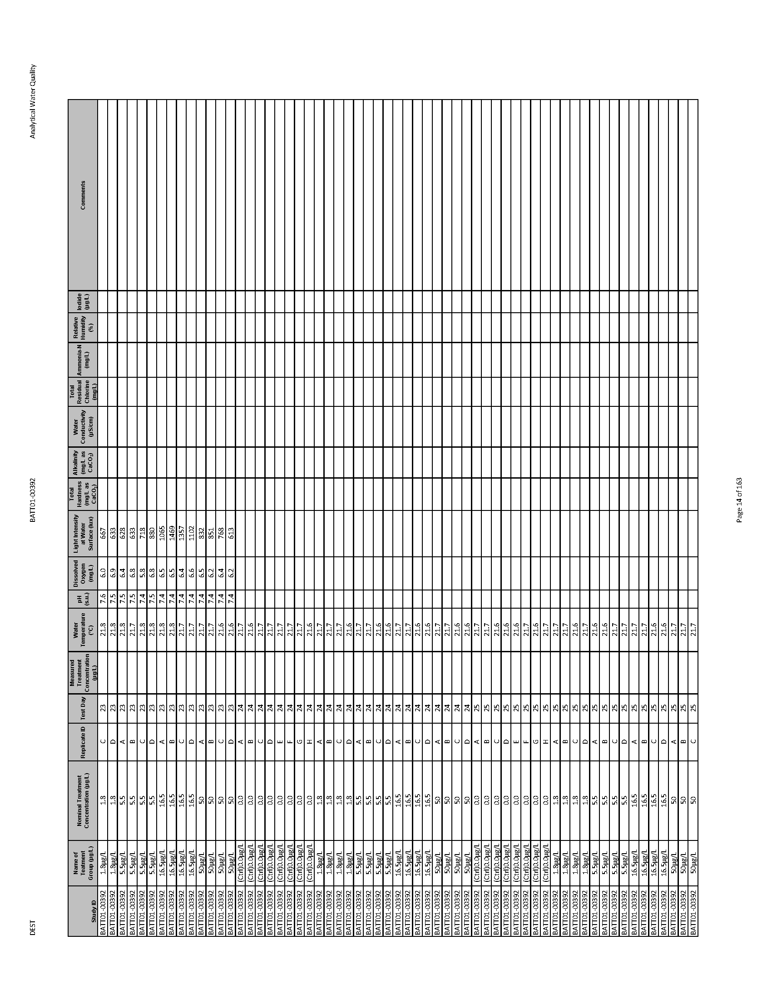 DEST BATT01-00392 Analytical Water Quality
Study ID Name of Teatment Group (µg/L) Nominal Treatment Concentration (µg/L) Replicate ID Test Day Measured Treatment Concentration (µg/L) Water Temperature (°C) pH (s.u.) Dissolved Oxygen (mg/L) Light Intensity at Water Surface (lux) Total Hardness (mg/L as CaCO₃) Alkalinity (mg/L as CaCO₃) Water Conductivity (µS/cm) Total Residual Chlorine (mg/L) Ammonia-N (mg/L) Relative Humidity (%) Iodide (µg/L) Comments
BATT01-00392 1.8µg/L 1.8 C 23 21.8 7.6 6.0 667
BATT01-00392 1.8µg/L 1.8 D 23 21.8 7.5 6.9 633
BATT01-00392 5.5µg/L 5.5 A 23 21.8 7.5 6.4 628
BATT01-00392 5.5µg/L 5.5 B 23 21.7 7.5 6.8 633
BATT01-00392 5.5µg/L 5.5 C 23 21.8 7.4 5.8 718
BATT01-00392 5.5µg/L 5.5 D 23 21.8 7.5 6.8 880
BATT01-00392 16.5µg/L 16.5 A 23 21.8 7.4 6.5 1065
BATT01-00392 16.5µg/L 16.5 B 23 21.8 7.4 6.5 1469
BATT01-00392 16.5µg/L 16.5 C 23 21.7 7.4 6.4 1357
BATT01-00392 16.5µg/L 16.5 D 23 21.7 7.4 6.6 1102
BATT01-00392 50µg/L 50 A 23 21.7 7.4 6.5 832
BATT01-00392 50µg/L 50 B 23 21.7 7.4 6.2 851
BATT01-00392 50µg/L 50 C 23 21.6 7.4 6.4 768
BATT01-00392 50µg/L 50 D 23 21.6 7.4 6.2 613
BATT01-00392 (Ctrl)0.0µg/L 0.0 A 24 21.7
BATT01-00392 (Ctrl)0.0µg/L 0.0 B 24 21.6
BATT01-00392 (Ctrl)0.0µg/L 0.0 C 24 21.7
BATT01-00392 (Ctrl)0.0µg/L 0.0 D 24 21.7
BATT01-00392 (Ctrl)0.0µg/L 0.0 E 24 21.7
BATT01-00392 (Ctrl)0.0µg/L 0.0 F 24 21.7
BATT01-00392 (Ctrl)0.0µg/L 0.0 G 24 21.7
BATT01-00392 (Ctrl)0.0µg/L 0.0 H 24 21.6
BATT01-00392 1.8µg/L 1.8 A 24 21.7
BATT01-00392 1.8µg/L 1.8 B 24 21.7
BATT01-00392 1.8µg/L 1.8 C 24 21.7
BATT01-00392 1.8µg/L 1.8 D 24 21.6
BATT01-00392 5.5µg/L 5.5 A 24 21.7
BATT01-00392 5.5µg/L 5.5 B 24 21.7
BATT01-00392 5.5µg/L 5.5 C 24 21.6
BATT01-00392 5.5µg/L 5.5 D 24 21.6
BATT01-00392 16.5µg/L 16.5 A 24 21.7
BATT01-00392 16.5µg/L 16.5 B 24 21.7
BATT01-00392 16.5µg/L 16.5 C 24 21.6
BATT01-00392 16.5µg/L 16.5 D 24 21.6
BATT01-00392 50µg/L 50 A 24 21.7
BATT01-00392 50µg/L 50 B 24 21.7
BATT01-00392 50µg/L 50 C 24 21.6
BATT01-00392 50µg/L 50 D 24 21.6
BATT01-00392 (Ctrl)0.0µg/L 0.0 A 25 21.7
BATT01-00392 (Ctrl)0.0µg/L 0.0 B 25 21.7
BATT01-00392 (Ctrl)0.0µg/L 0.0 C 25 21.6
BATT01-00392 (Ctrl)0.0µg/L 0.0 D 25 21.6
BATT01-00392 (Ctrl)0.0µg/L 0.0 E 25 21.6
BATT01-00392 (Ctrl)0.0µg/L 0.0 F 25 21.7
BATT01-00392 (Ctrl)0.0µg/L 0.0 G 25 21.6
BATT01-00392 (Ctrl)0.0µg/L 0.0 H 25 21.7
BATT01-00392 1.8µg/L 1.8 A 25 21.7
BATT01-00392 1.8µg/L 1.8 B 25 21.7
BATT01-00392 1.8µg/L 1.8 C 25 21.6
BATT01-00392 1.8µg/L 1.8 D 25 21.7
BATT01-00392 5.5µg/L 5.5 A 25 21.6
BATT01-00392 5.5µg/L 5.5 B 25 21.6
BATT01-00392 5.5µg/L 5.5 C 25 21.7
BATT01-00392 5.5µg/L 5.5 D 25 21.7
BATT01-00392 16.5µg/L 16.5 A 25 21.7
BATT01-00392 16.5µg/L 16.5 B 25 21.7
BATT01-00392 16.5µg/L 16.5 C 25 21.6
BATT01-00392 16.5µg/L 16.5 D 25 21.6
BATT01-00392 50µg/L 50 A 25 21.7
BATT01-00392 50µg/L 50 B 25 21.7
BATT01-00392 50µg/L 50 C 25 21.7
Page 14 of 163